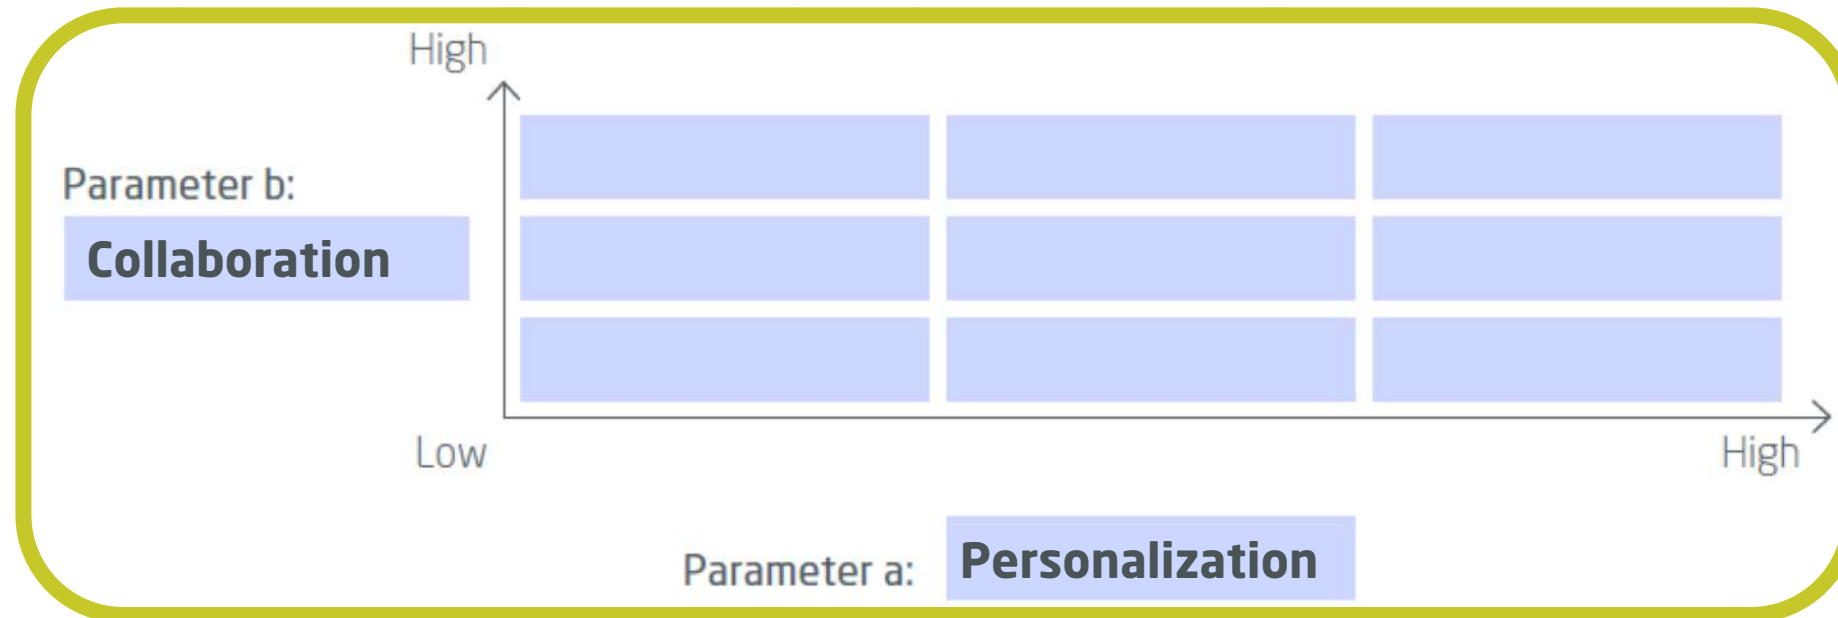 High
Parameter b:
Collaboration
Low
High
Parameter a:
Personalization